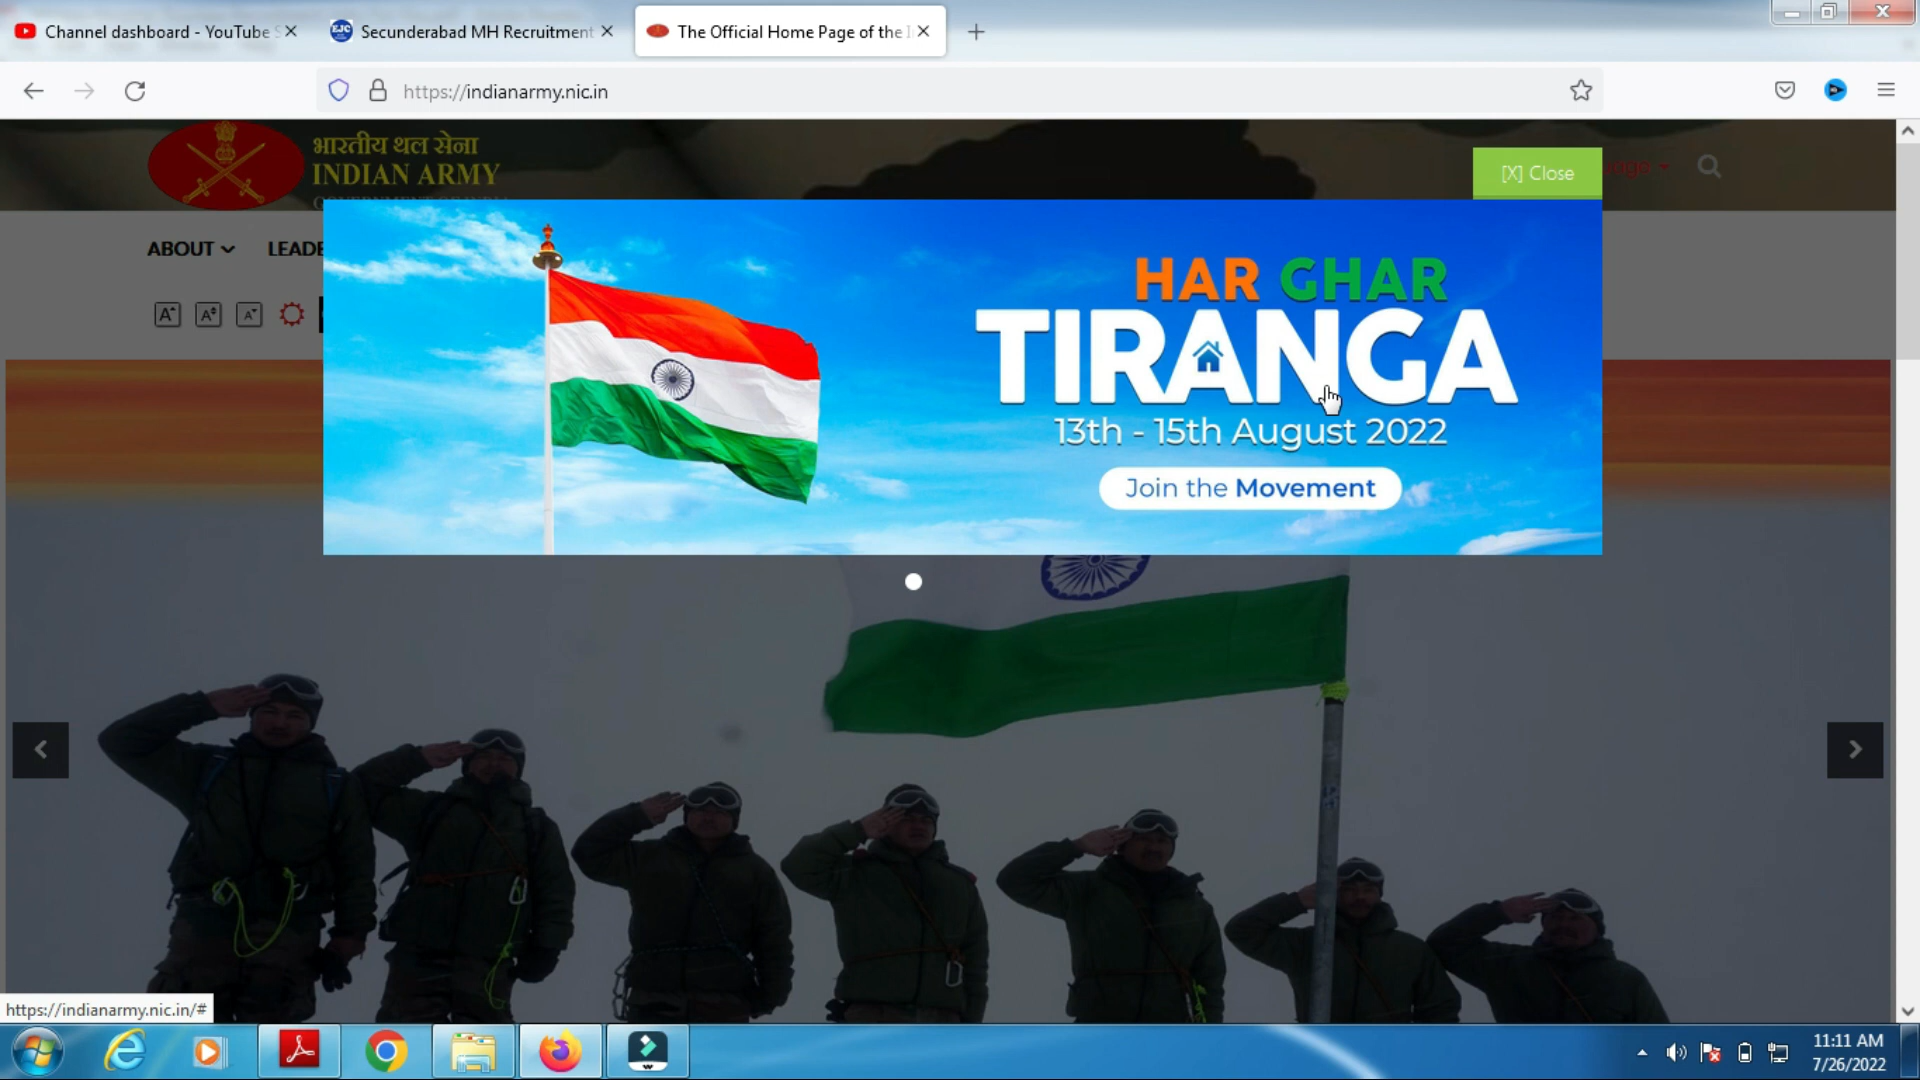 Channel dashboard - YouTube S
Secunderabad MH Recruitment
The Official Home Page of the I
https://indianarmy.nic.in
भारतीय थल सेना
INDIAN ARMY
[X] Close
ABOUT
LEADE
HAR GHAR
TIRANGA
13th - 15th August 2022
Join the Movement
https://indianarmy.nic.in/#
11:11 AM
7/26/2022